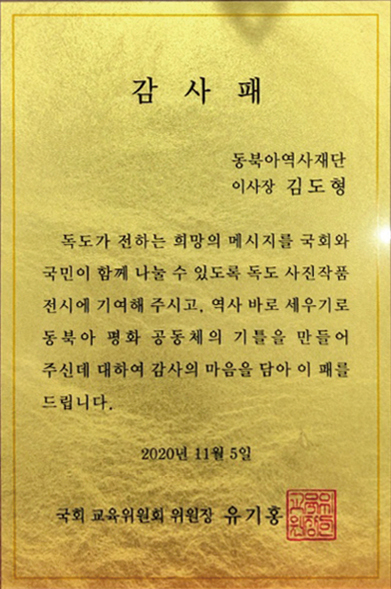 감 사 패
동북아역사재단
이사장 김도형
독도가 전하는 희망의 메시지를 국회와
국민이 함께 나눌 수 있도록 독도 사진작품
전시에 기여해 주시고, 역사 바로 세우기로
동북아 평화 공동체의 기틀을 만들어
주신데 대하여 감사의 마음을 담아 이 패를
드립니다.
2020년 11월 5일
국회 교육위원회 위원장 유기홍